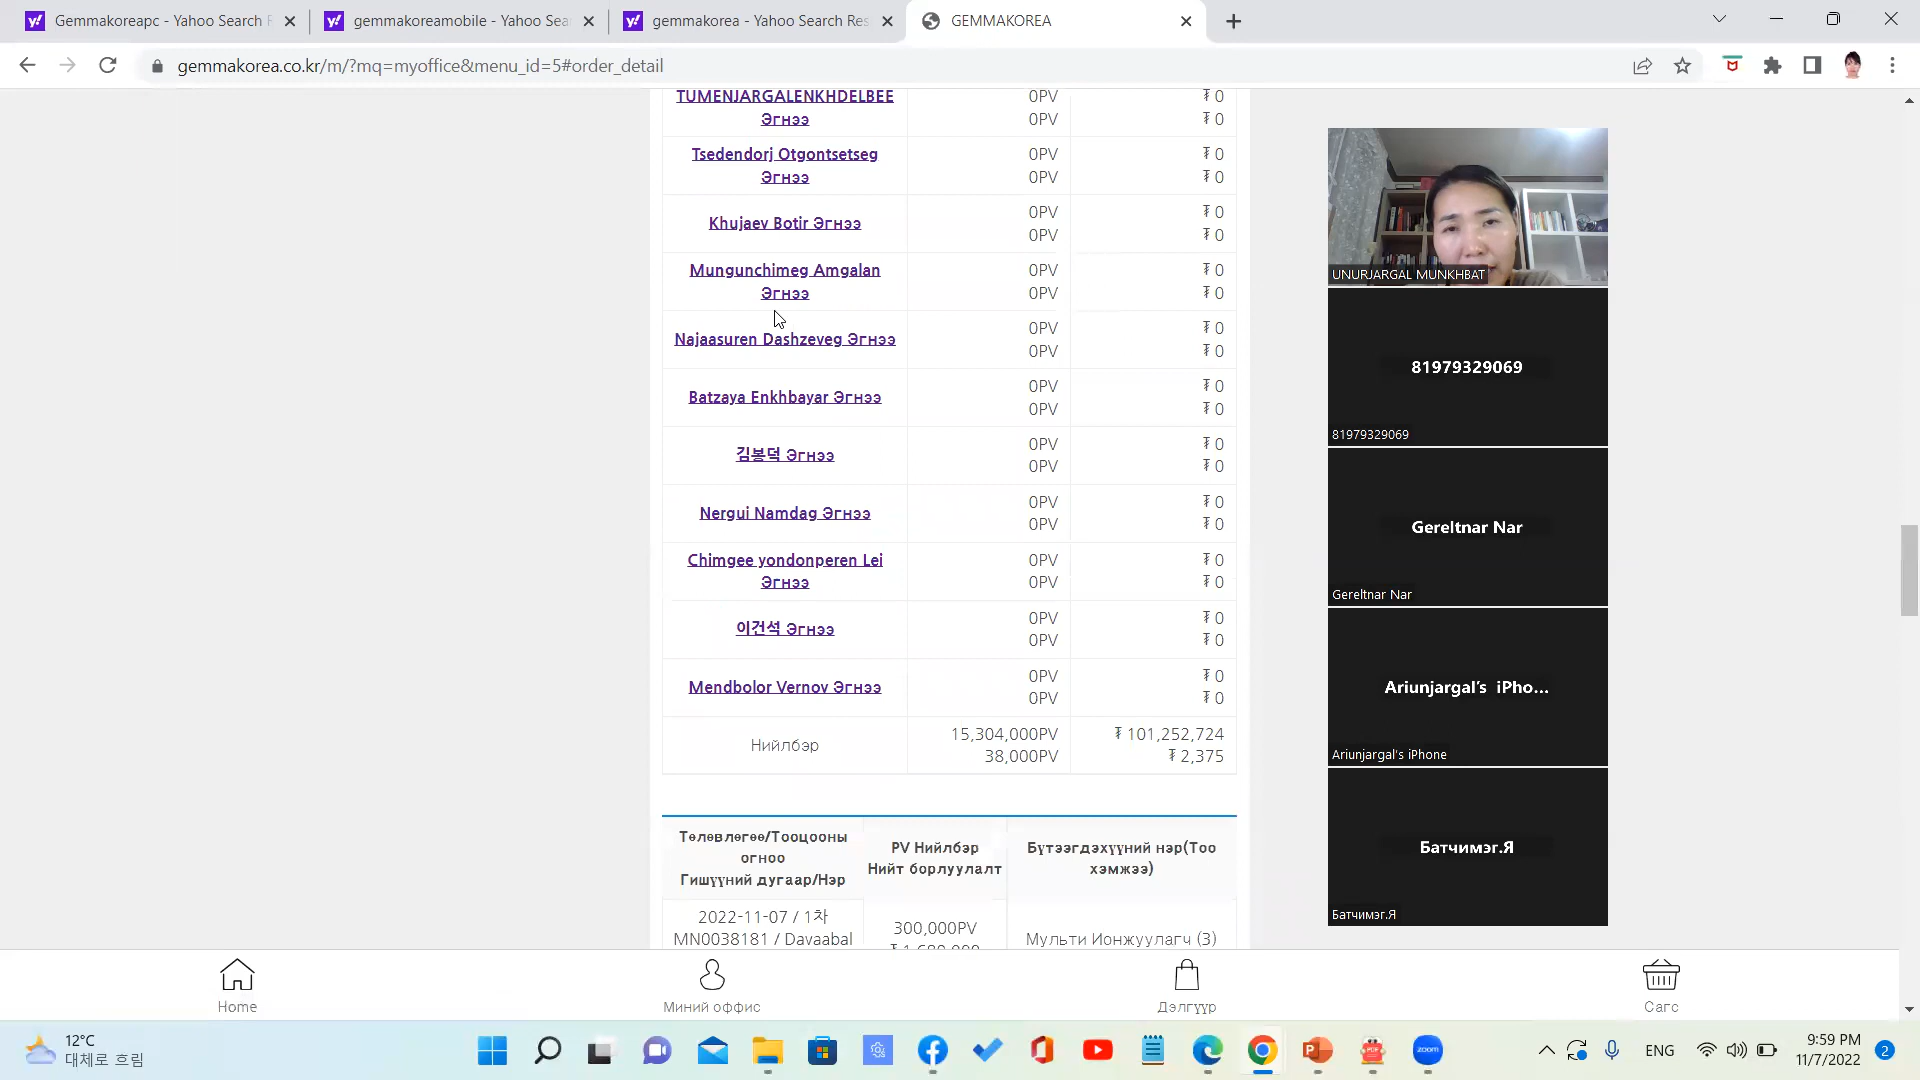 Gemmakoreapc - Yahoo Search R
gemmakoreamobile - Yahoo Sea
gemmakorea - Yahoo Search Res
GEMMAKOREA
gemmakorea.co.kr/m/?mq=myoffice&menu_id=5#order_detail
TUMENJARGALENKHDELBEE 0PV ₮ 0
Эгнээ 0PV ₮ 0
Tsedendorj Otgontsetseg 0PV ₮ 0
Эгнээ 0PV ₮ 0
Khujaev Botir Эгнээ
0PV ₮ 0
0PV ₮ 0
Mungunchimeg Amgalan 0PV ₮ 0
Эгнээ 0PV ₮ 0
Najaasuren Dashzeveg Эгнээ
0PV ₮ 0
0PV ₮ 0
Batzaya Enkhbayar Эгнээ
0PV ₮ 0
0PV ₮ 0
김봉덕 Эгнээ
0PV ₮ 0
0PV ₮ 0
Nergui Namdag Эгнээ
0PV ₮ 0
0PV ₮ 0
Chimgee yondonperen Lei 0PV ₮ 0
Эгнээ 0PV ₮ 0
이건석 Эгнээ
0PV ₮ 0
0PV ₮ 0
Mendbolor Vernov Эгнээ
0PV ₮ 0
0PV ₮ 0
Нийлбэр
15,304,000PV ₮ 101,252,724
38,000PV ₮ 2,375
Төлөвлөгөө/Тооцооны
огноо
Гишүүний дугаар/Нэр
PV Нийлбэр
Нийт борлуулалт
Бүтээгдэхүүний нэр(Тоо
хэмжээ)
2022-11-07 / 1차
MN0038181 / Davaabal
300,000PV
₮ 1,680,000
Мульти Ионжуулагч (3)
UNURJARGAL MUNKHBAT
81979329069
81979329069
Gereltnar Nar
Gereltnar Nar
Ariunjargal's iPho...
Ariunjargal's iPhone
Батчимэг.Я
Батчимэг.Я
Home
Миний оффис
Дэлгүүр
Сагс
12°C
대체로 흐림
zoom
ENG
9:59 PM
11/7/2022
2